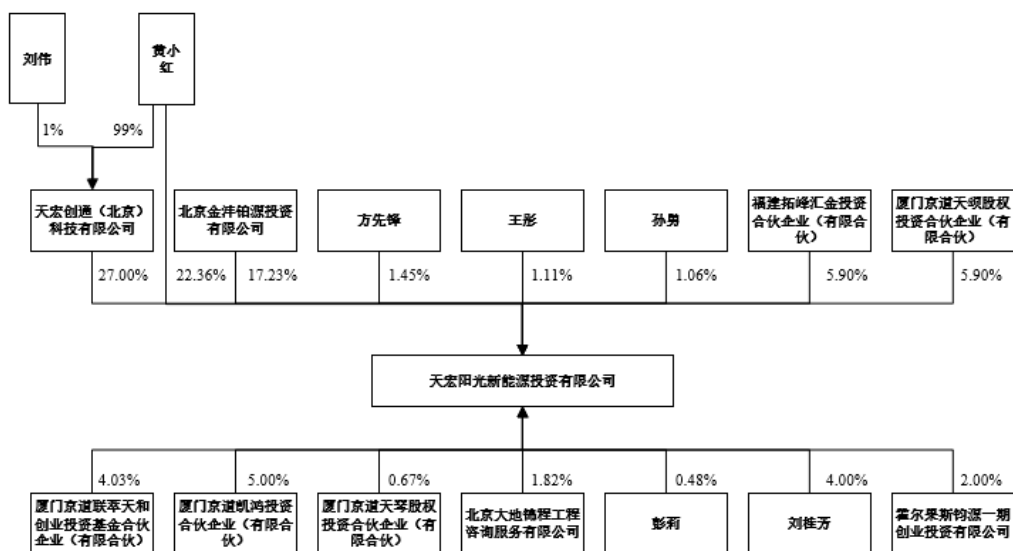 刘伟
黄小
红
1%
99%
天宏创通（北京）
科技有限公司
北京金沣铂源投资
有限公司
方先锋
王彤
孙勇
福建拓峰汇金投资
合伙企业（有限合
伙）
厦门京道天硕股权
投资合伙企业（有
限合伙）
27.00%
22.36%
17.23%
1.45%
1.11%
1.06%
5.90%
5.90%
天宏阳光新能源投资有限公司
4.03%
5.00%
0.67%
1.82%
0.48%
4.00%
2.00%
厦门京道联萃天和
创业投资基金合伙
企业（有限合伙）
厦门京道凯鸿投资
合伙企业（有限合
伙）
厦门京道天琴股权
投资合伙企业（有
限合伙）
北京大地锦程工程
咨询服务有限公司
彭莉
刘桂芳
霍尔果斯钧源一期
创业投资有限公司